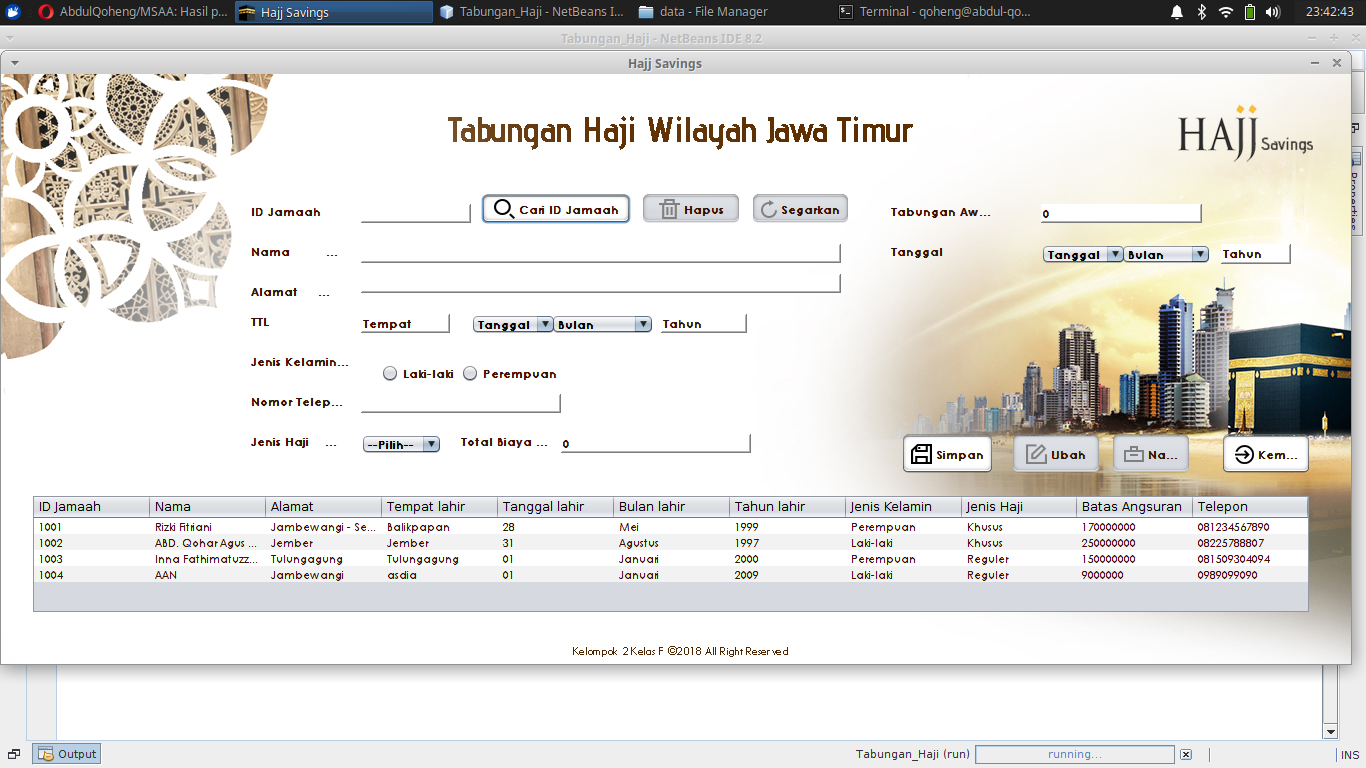 AbdulQoheng/MSAA: Hasil p... Hajj Savings Tabungan_Haji - NetBeans I... data - File Manager Terminal - qoheng@abdul-qo... 23:42:43
Tabungan_Haji - NetBeans IDE 8.2
Hajj Savings
Tabungan Haji Wilayah Jawa Timur
HAJJ Savings
Properties
ID Jamaah Cari ID Jamaah Hapus Segarkan Tabungan Aw... 0
Nama ... Tanggal Tanggal Bulan Tahun
Alamat ...
TTL Tempat Tanggal Bulan Tahun
Jenis Kelamin... Laki-laki Perempuan
Nomor Telep...
Jenis Haji ... --Pilih-- Total Biaya ... 0
Simpan Ubah Na... Kem...
ID Jamaah Nama Alamat Tempat lahir Tanggal lahir Bulan lahir Tahun lahir Jenis Kelamin Jenis Haji Batas Angsuran Telepon
1001 Rizki Fitriani Jambewangi - Se... Balikpapan 28 Mei 1999 Perempuan Khusus 170000000 081234567890
1002 ABD. Qohar Agus ... Jember Jember 31 Agustus 1997 Laki-laki Khusus 250000000 08225788807
1003 Inna Fathimatuzz... Tulungagung Tulungagung 01 Januari 2000 Perempuan Reguler 150000000 081509304094
1004 AAN Jambewangi asdia 01 Januari 2009 Laki-laki Reguler 9000000 0989099090
Kelompok 2 Kelas F ©2018 All Right Reserved
Output Tabungan_Haji (run) running... INS